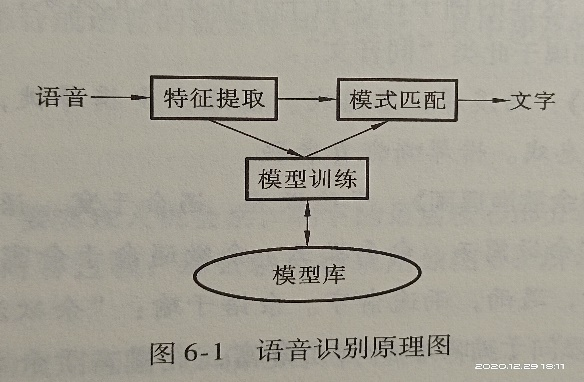 语音
特征提取
模式匹配
文字
模型训练
模型库
图 6-1 语音识别原理图
2020.12.29 18:11